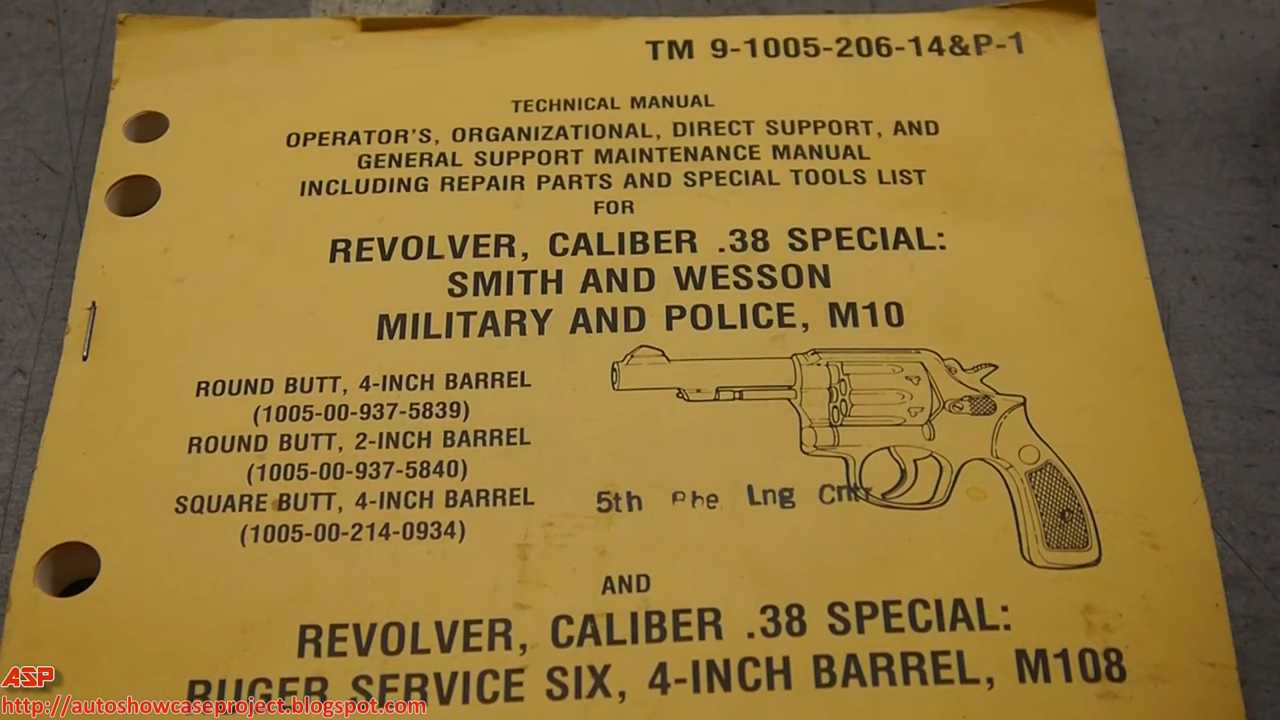 TM 9-1005-206-14&P-1
TECHNICAL MANUAL
OPERATOR'S, ORGANIZATIONAL, DIRECT SUPPORT, AND
GENERAL SUPPORT MAINTENANCE MANUAL
INCLUDING REPAIR PARTS AND SPECIAL TOOLS LIST
FOR
REVOLVER, CALIBER .38 SPECIAL:
SMITH AND WESSON
MILITARY AND POLICE, M10
ROUND BUTT, 4-INCH BARREL
(1005-00-937-5839)
ROUND BUTT, 2-INCH BARREL
(1005-00-937-5840)
SQUARE BUTT, 4-INCH BARREL
(1005-00-214-0934)
5th Lng Cntr
AND
REVOLVER, CALIBER .38 SPECIAL:
RUGER SERVICE SIX, 4-INCH BARREL, M108
ASP
http://autoshowcaseproject.blogspot.com